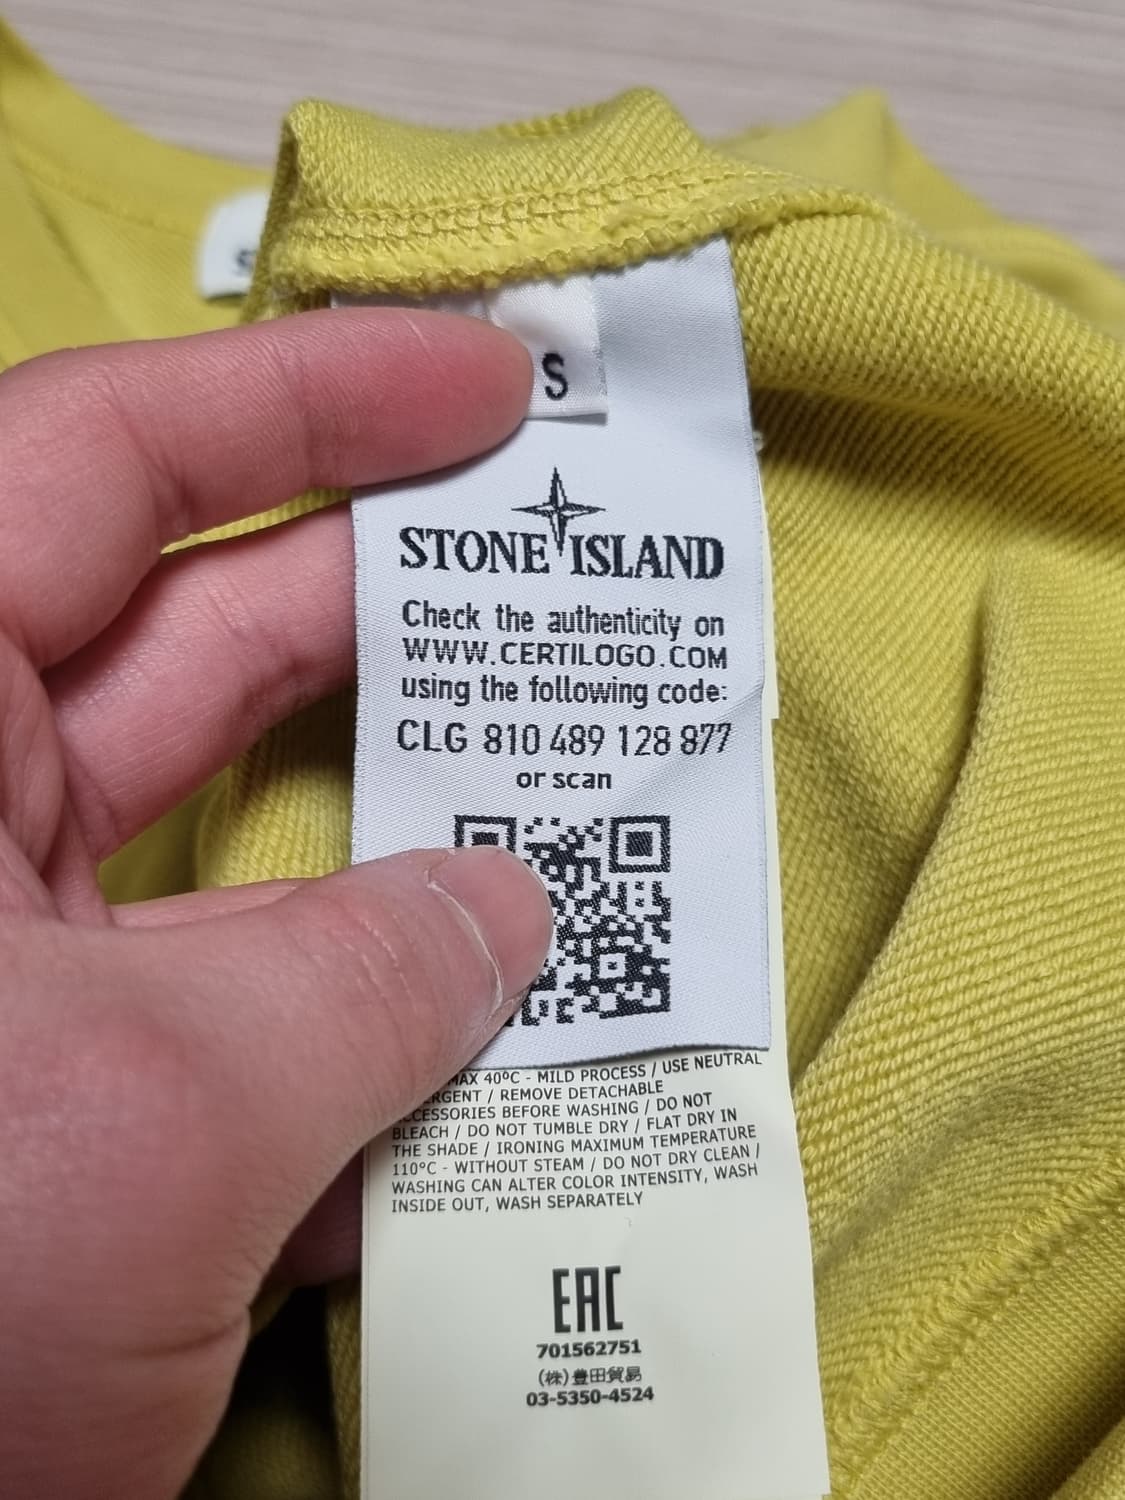 S
S
STONE ISLAND
Check the authenticity on
WWW.CERTILOGO.COM
using the following code:
CLG 810 489 128 877
or scan
MAX 40ºC - MILD PROCESS / USE NEUTRAL
ERGENT / REMOVE DETACHABLE
CCESSORIES BEFORE WASHING / DO NOT
BLEACH / DO NOT TUMBLE DRY / FLAT DRY IN
THE SHADE / IRONING MAXIMUM TEMPERATURE
110°C - WITHOUT STEAM / DO NOT DRY CLEAN /
WASHING CAN ALTER COLOR INTENSITY, WASH
INSIDE OUT, WASH SEPARATELY
EAC
701562751
(株)豊田貿易
03-5350-4524